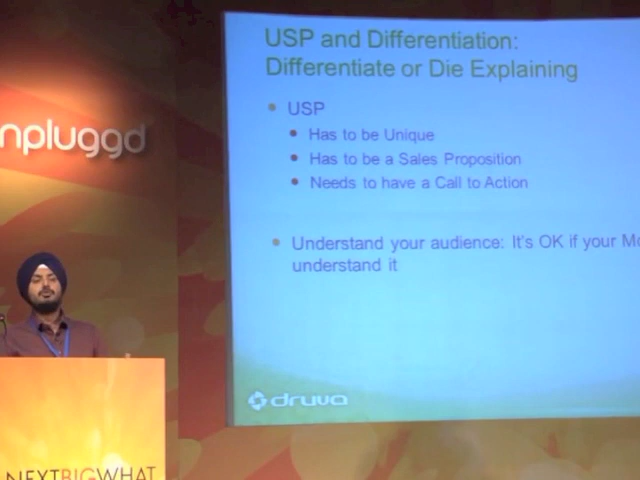 USP and Differentiation:
Differentiate or Die Explaining
USP
Has to be Unique
Has to be a Sales Proposition
Needs to have a Call to Action
Understand your audience: It's OK if your
understand it
druva
npluggd
NEXTBIGWHAT